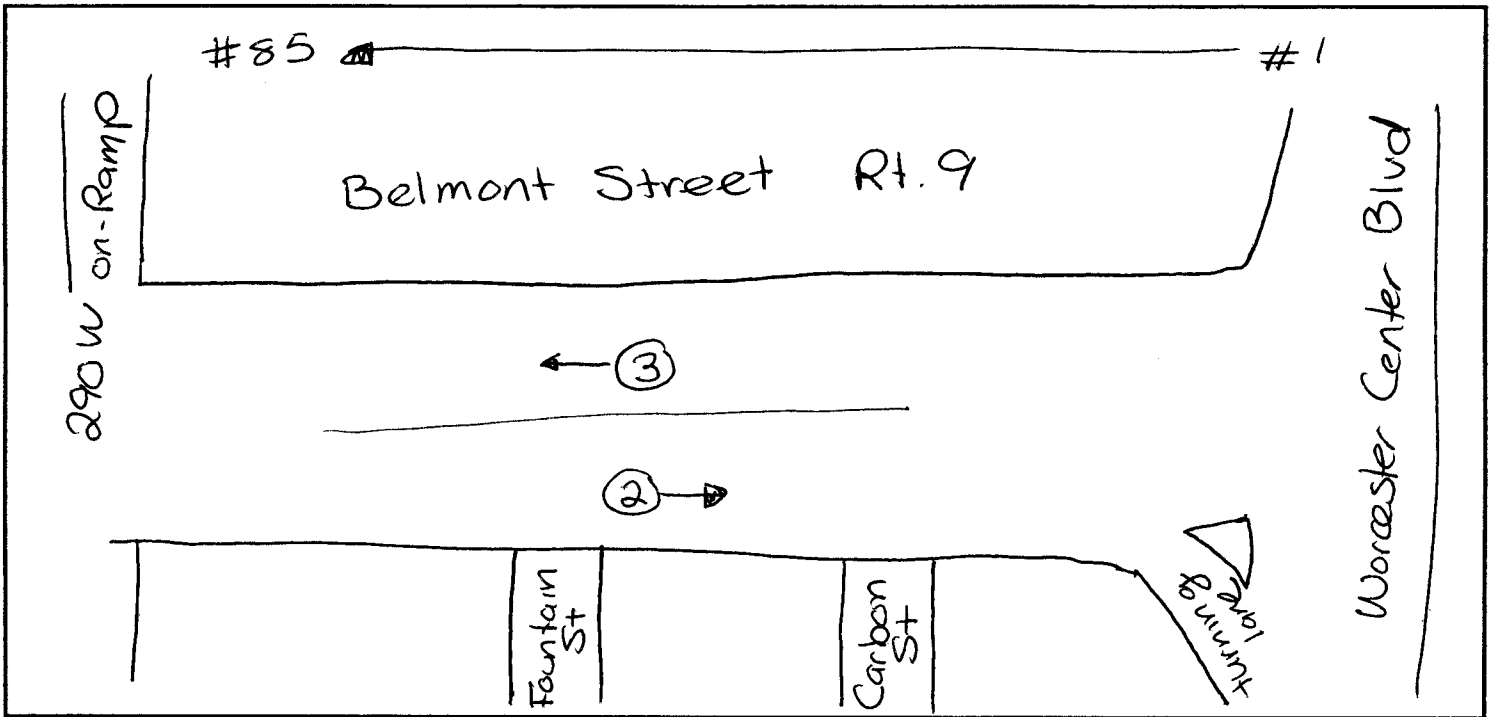 #85 #1
290 W on-Ramp
Belmont Street Rt. 9
Worcester Center Blvd
3
2
Fountain
St
Carbon
St
turning
lane